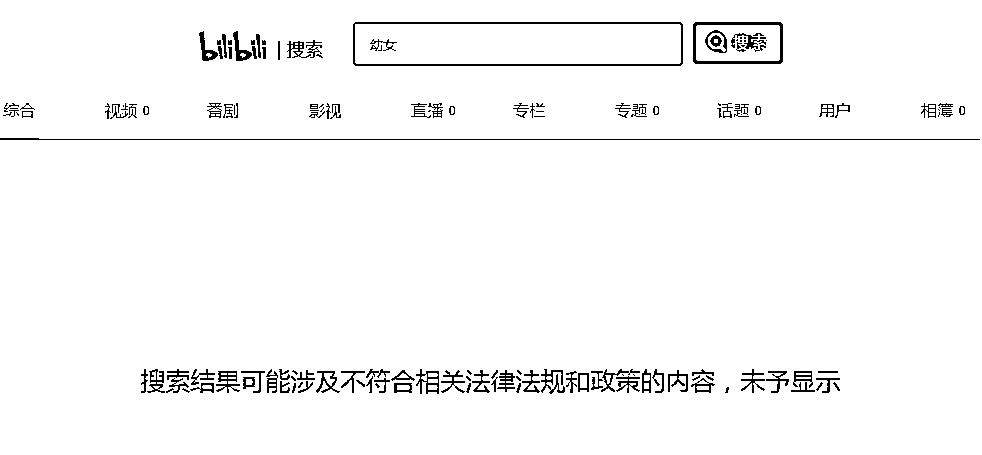 bilibili | 搜索 幼女 搜索
综合 视频 0 番剧 影视 直播 0 专栏 专题 0 话题 0 用户 相簿 0
搜索结果可能涉及不符合相关法律法规和政策的内容，未予显示